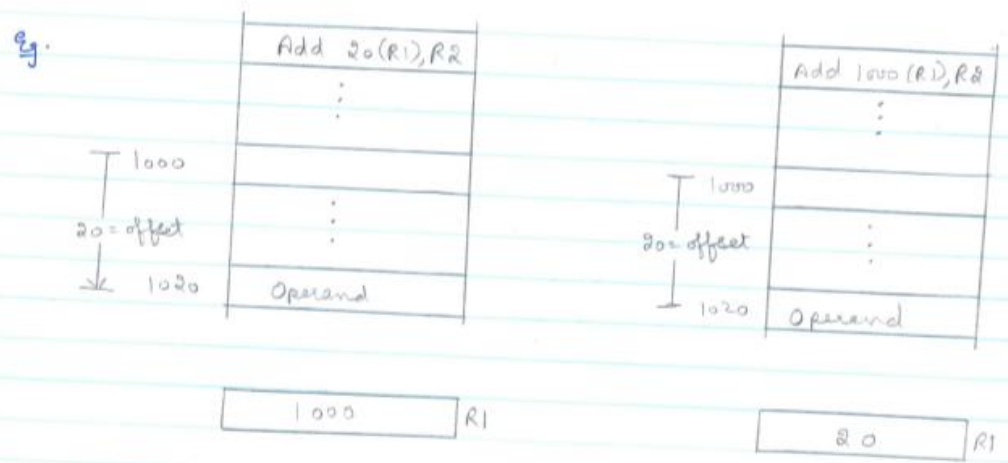 Eg.
Add 20(R1), R2
1000
20 = offset
1020
Operand
1000
R1
Add 1000(R1), R2
1000
20 = offset
1020
Operand
20
R1